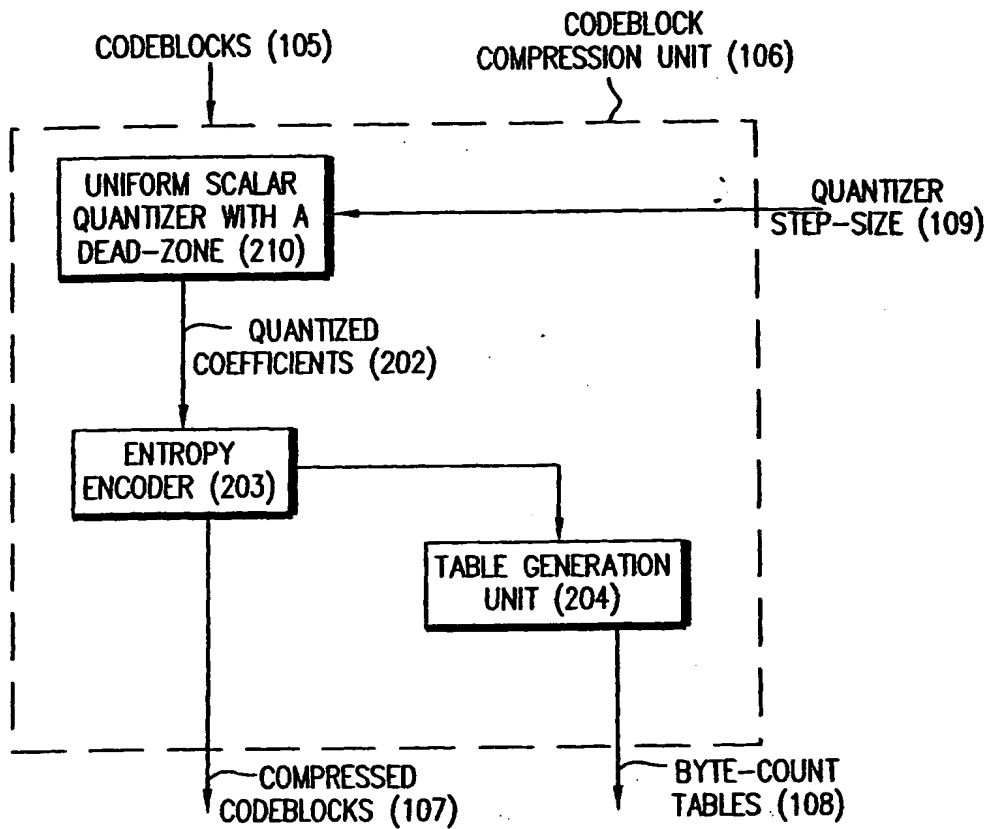 CODEBLOCKS (105)
CODEBLOCK
COMPRESSION UNIT (106)
UNIFORM SCALAR
QUANTIZER WITH A
DEAD-ZONE (210)
QUANTIZER
STEP-SIZE (109)
QUANTIZED
COEFFICIENTS (202)
ENTROPY
ENCODER (203)
TABLE GENERATION
UNIT (204)
COMPRESSED
CODEBLOCKS (107)
BYTE-COUNT
TABLES (108)